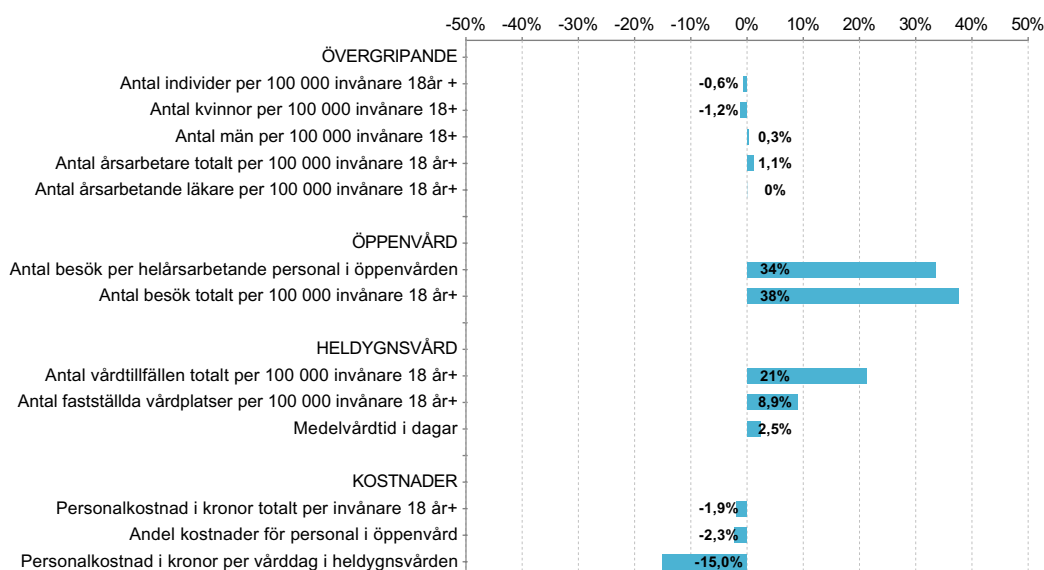 -50% -40% -30% -20% -10% 0% 10% 20% 30% 40% 50%
ÖVERGRIPANDE
Antal individer per 100 000 invånare 18år + -0,6%
Antal kvinnor per 100 000 invånare 18+ -1,2%
Antal män per 100 000 invånare 18+ 0,3%
Antal årsarbetare totalt per 100 000 invånare 18 år+ 1,1%
Antal årsarbetande läkare per 100 000 invånare 18 år+ 0%
ÖPPENVÅRD
Antal besök per helårsarbetande personal i öppenvården 34%
Antal besök totalt per 100 000 invånare 18 år+ 38%
HELDYGNSVÅRD
Antal vårdtillfällen totalt per 100 000 invånare 18 år+ 21%
Antal fastställda vårdplatser per 100 000 invånare 18 år+ 8,9%
Medelvårdtid i dagar 2,5%
KOSTNADER
Personalkostnad i kronor totalt per invånare 18 år+ -1,9%
Andel kostnader för personal i öppenvård -2,3%
Personalkostnad i kronor per vårddag i heldygnsvården -15,0%